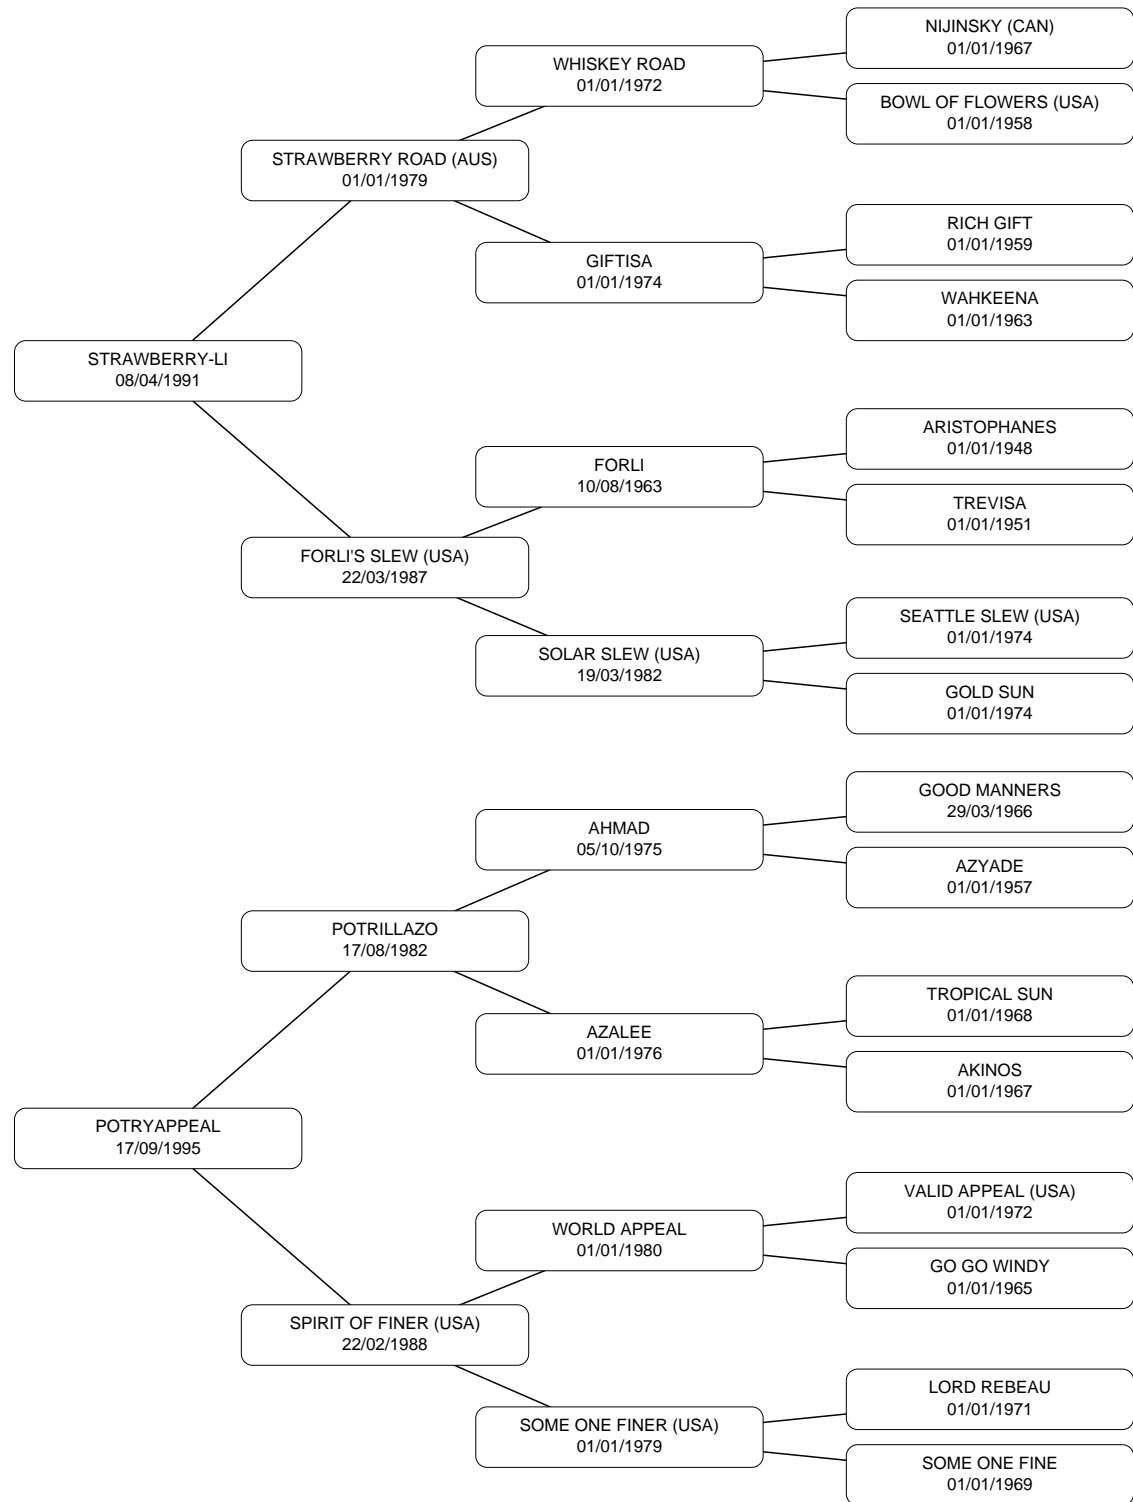 NIJINSKY (CAN)
01/01/1967
WHISKEY ROAD
01/01/1972
BOWL OF FLOWERS (USA)
01/01/1958
STRAWBERRY ROAD (AUS)
01/01/1979
RICH GIFT
01/01/1959
GIFTISA
01/01/1974
WAHKEENA
01/01/1963
STRAWBERRY-LI
08/04/1991
ARISTOPHANES
01/01/1948
FORLI
10/08/1963
TREVISA
01/01/1951
FORLI'S SLEW (USA)
22/03/1987
SEATTLE SLEW (USA)
01/01/1974
SOLAR SLEW (USA)
19/03/1982
GOLD SUN
01/01/1974
GOOD MANNERS
29/03/1966
AHMAD
05/10/1975
AZYADE
01/01/1957
POTRILLAZO
17/08/1982
TROPICAL SUN
01/01/1968
AZALEE
01/01/1976
AKINOS
01/01/1967
POTRYAPPEAL
17/09/1995
VALID APPEAL (USA)
01/01/1972
WORLD APPEAL
01/01/1980
GO GO WINDY
01/01/1965
SPIRIT OF FINER (USA)
22/02/1988
LORD REBEAU
01/01/1971
SOME ONE FINER (USA)
01/01/1979
SOME ONE FINE
01/01/1969